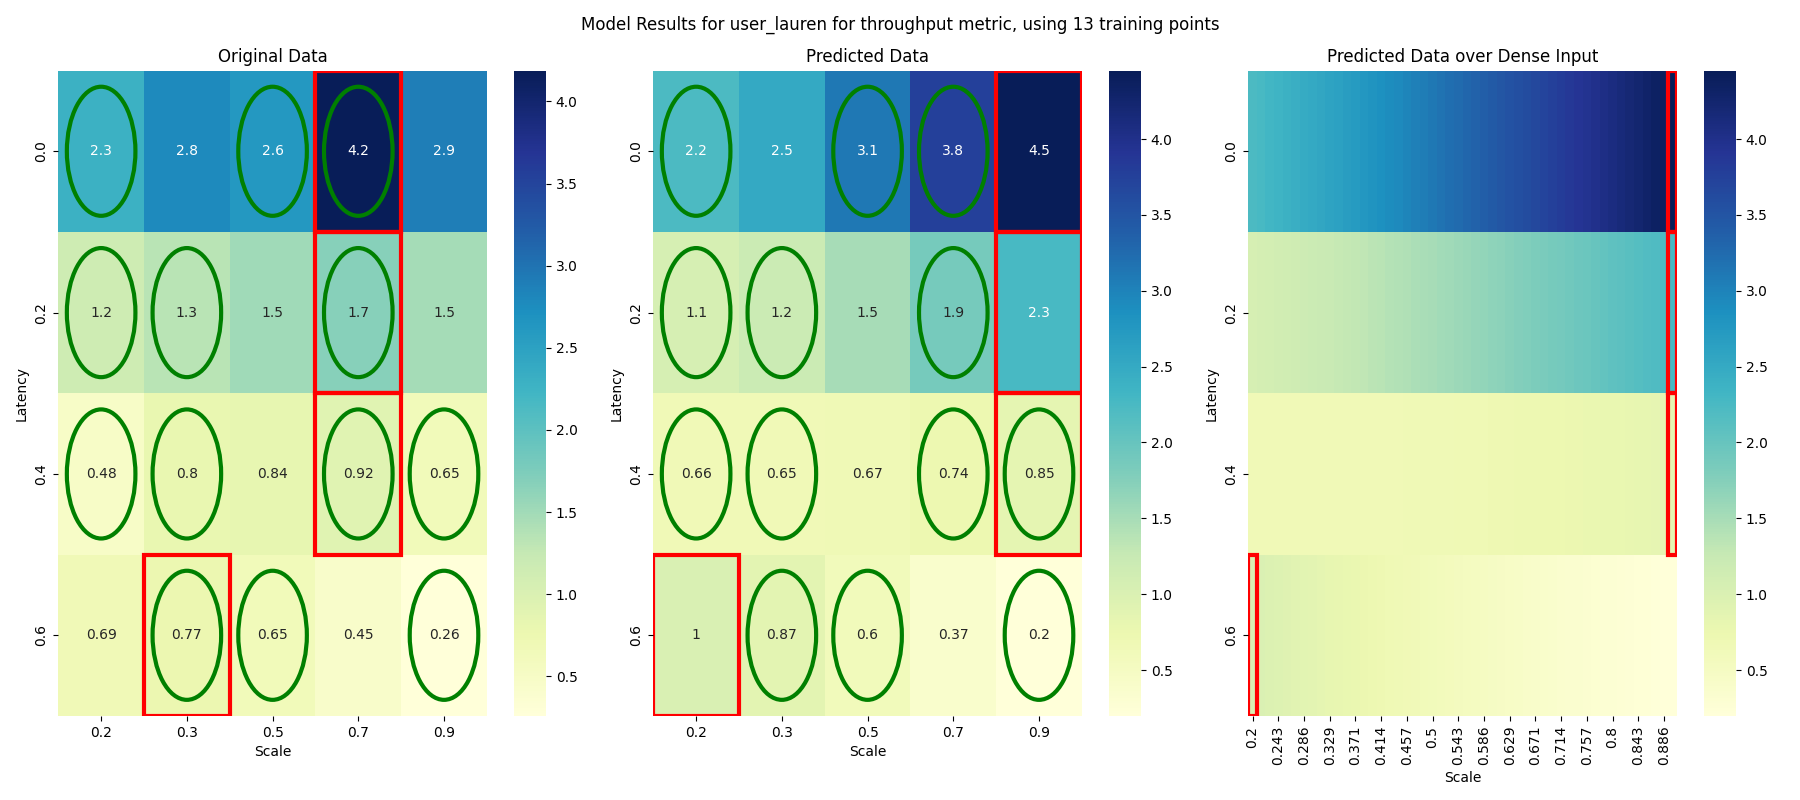 Model Results for user_lauren for throughput metric, using 13 training points
Original Data
2.3 2.8 2.6 4.2 2.9
1.2 1.3 1.5 1.7 1.5
0.48 0.8 0.84 0.92 0.65
0.69 0.77 0.65 0.45 0.26
0.0
0.2
0.4
0.6
Latency
0.2 0.3 0.5 0.7 0.9
Scale
4.0
3.5
3.0
2.5
2.0
1.5
1.0
0.5
Predicted Data
2.2 2.5 3.1 3.8 4.5
1.1 1.2 1.5 1.9 2.3
0.66 0.65 0.67 0.74 0.85
1 0.87 0.6 0.37 0.2
0.0
0.2
0.4
0.6
Latency
0.2 0.3 0.5 0.7 0.9
Scale
4.0
3.5
3.0
2.5
2.0
1.5
1.0
0.5
Predicted Data over Dense Input
0.0
0.2
0.4
0.6
Latency
0.2 0.243 0.286 0.329 0.371 0.414 0.457 0.5 0.543 0.586 0.629 0.671 0.714 0.757 0.8 0.843 0.886
Scale
4.0
3.5
3.0
2.5
2.0
1.5
1.0
0.5